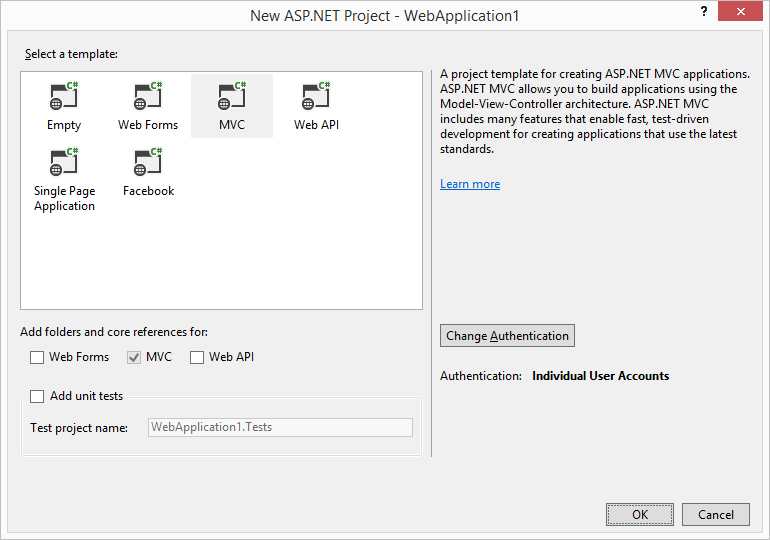 New ASP.NET Project - WebApplication1
?
Select a template:
C# C# C# C#
Empty Web Forms MVC Web API
C# C#
Single Page Facebook
Application
A project template for creating ASP.NET MVC applications.
ASP.NET MVC allows you to build applications using the
Model-View-Controller architecture. ASP.NET MVC
includes many features that enable fast, test-driven
development for creating applications that use the latest
standards.
Learn more
Add folders and core references for:
Web Forms MVC Web API
Add unit tests
Test project name: WebApplication1.Tests
Change Authentication
Authentication: Individual User Accounts
OK Cancel